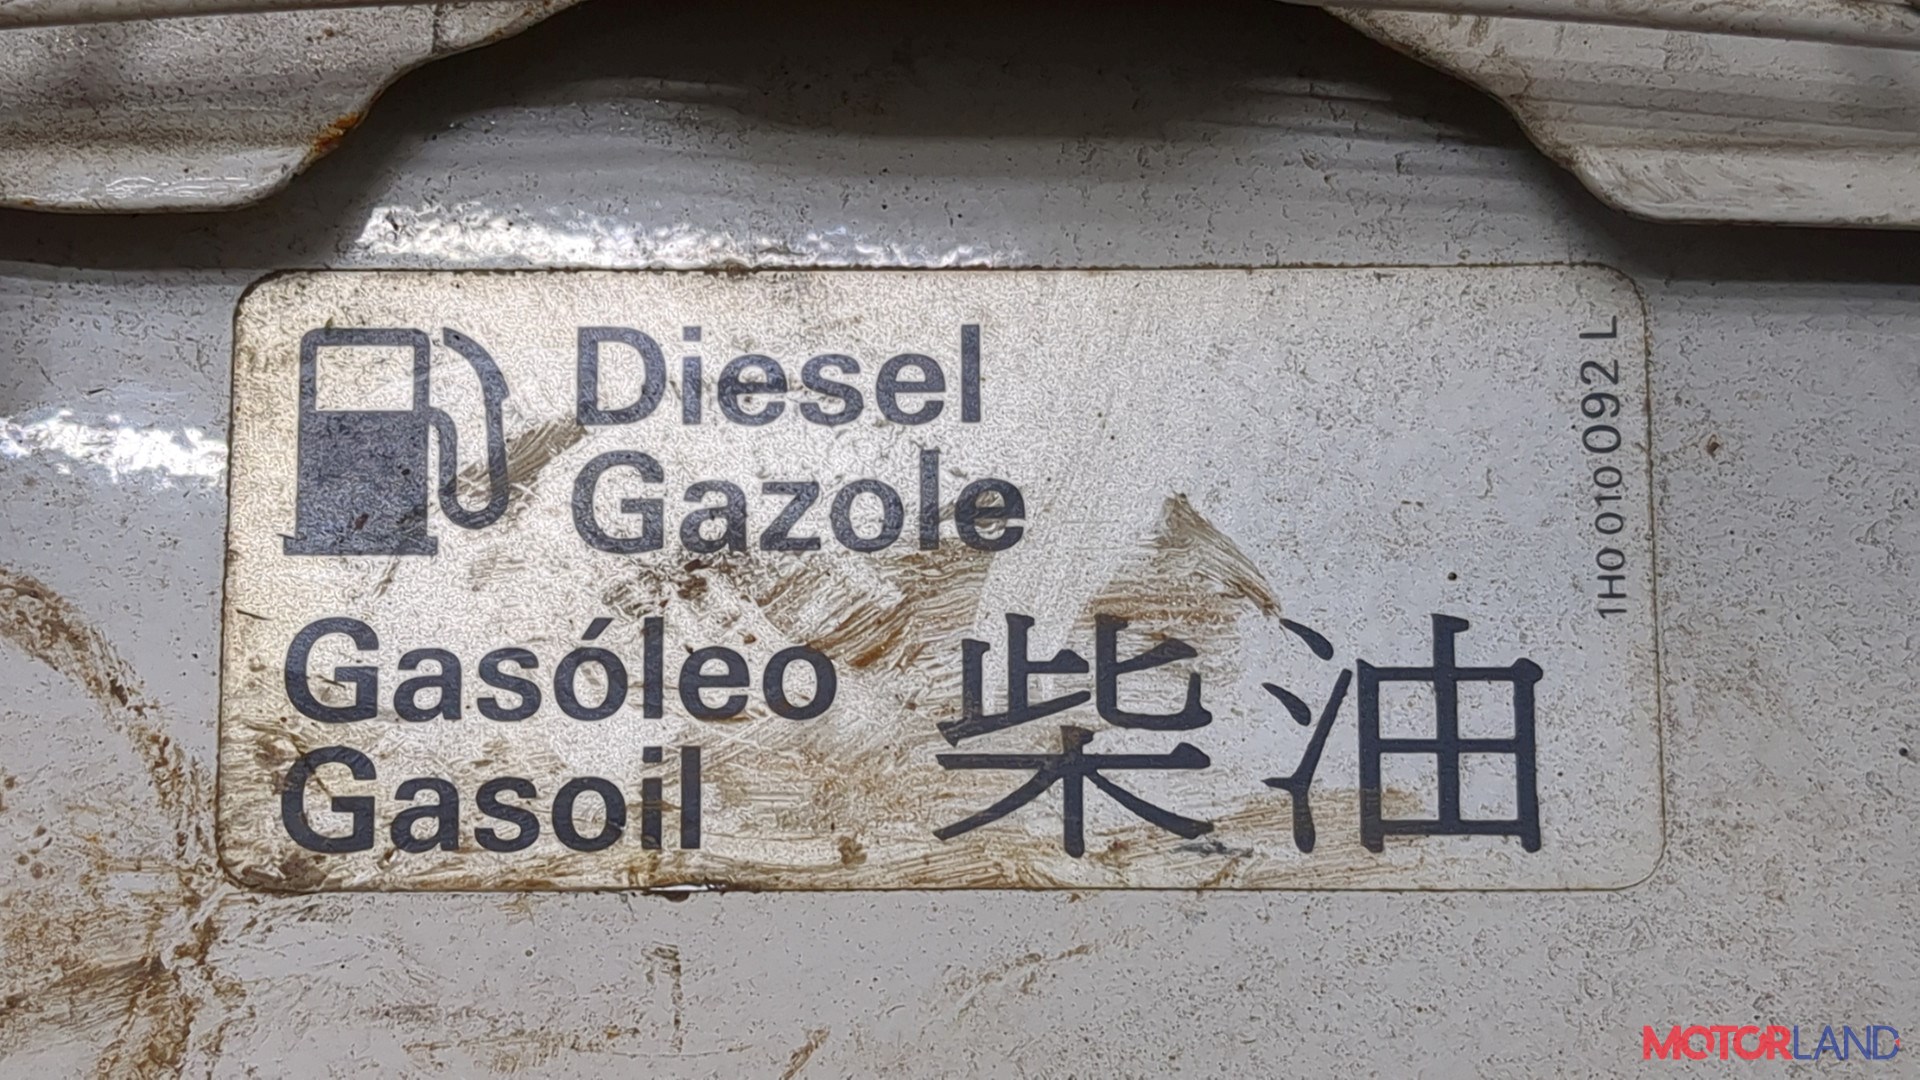 Diesel
Gazole
Gasóleo
Gasoil
柴油
1H0 010 092 L
MOTORLAND